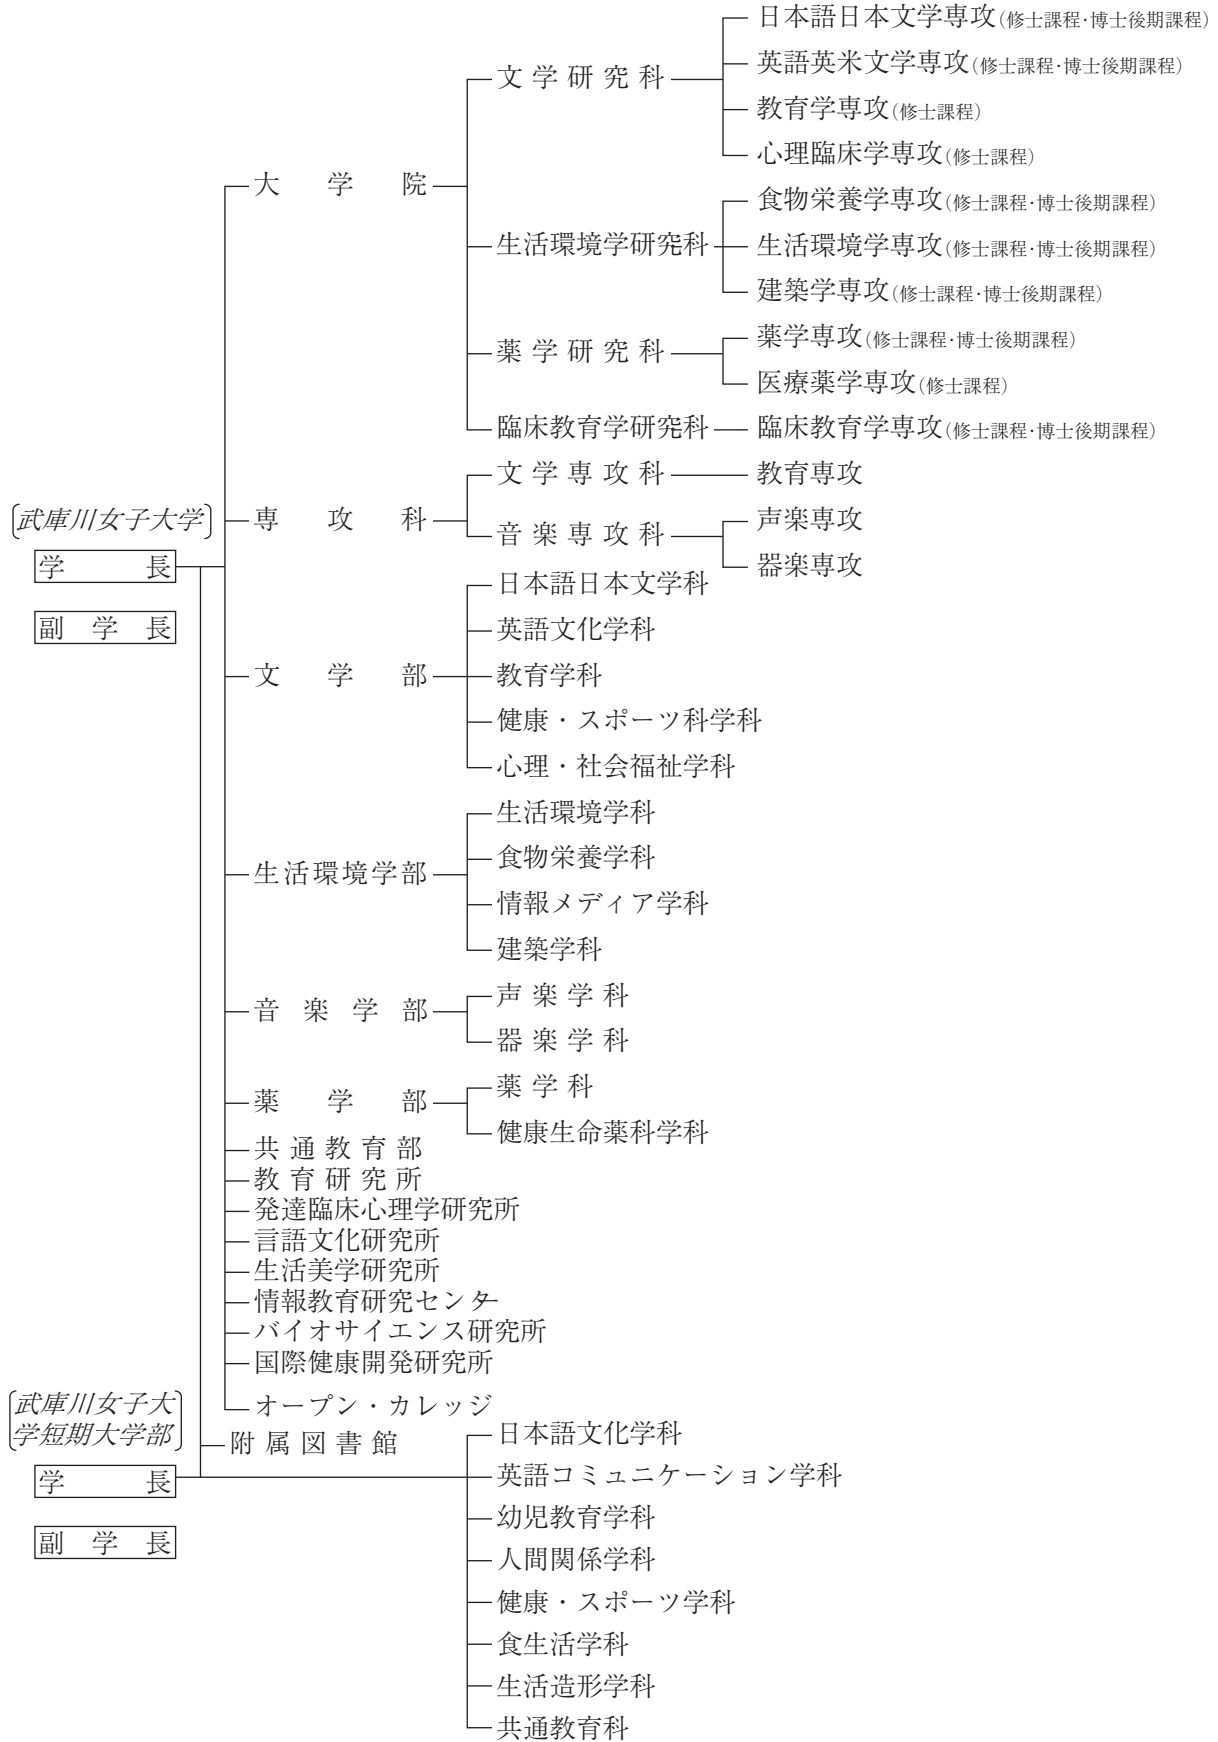 日本語日本文学専攻(修士課程・博士後期課程)
英語英米文学専攻(修士課程・博士後期課程)
文学研究科
教育学専攻(修士課程)
心理臨床学専攻(修士課程)
大学院
食物栄養学専攻(修士課程・博士後期課程)
生活環境学研究科
生活環境学専攻(修士課程・博士後期課程)
建築学専攻(修士課程・博士後期課程)
薬学研究科
薬学専攻(修士課程・博士後期課程)
医療薬学専攻(修士課程)
臨床教育学研究科
臨床教育学専攻(修士課程・博士後期課程)
文学専攻科
教育専攻
〔武庫川女子大学〕
専攻科
音楽専攻科
声楽専攻
器楽専攻
学長
副学長
日本語日本文学科
英語文化学科
文学部
教育学科
健康・スポーツ科学科
心理・社会福祉学科
生活環境学科
食物栄養学科
生活環境学部
情報メディア学科
建築学科
音楽学部
声楽学科
器楽学科
薬学部
薬学科
健康生命薬科学科
共通教育部
教育研究所
発達臨床心理学研究所
言語文化研究所
生活美学研究所
情報教育研究センター
バイオサイエンス研究所
国際健康開発研究所
オープン・カレッジ
〔武庫川女子大
学短期大学部〕
附属図書館
学長
副学長
日本語文化学科
英語コミュニケーション学科
幼児教育学科
人間関係学科
健康・スポーツ学科
食生活学科
生活造形学科
共通教育科